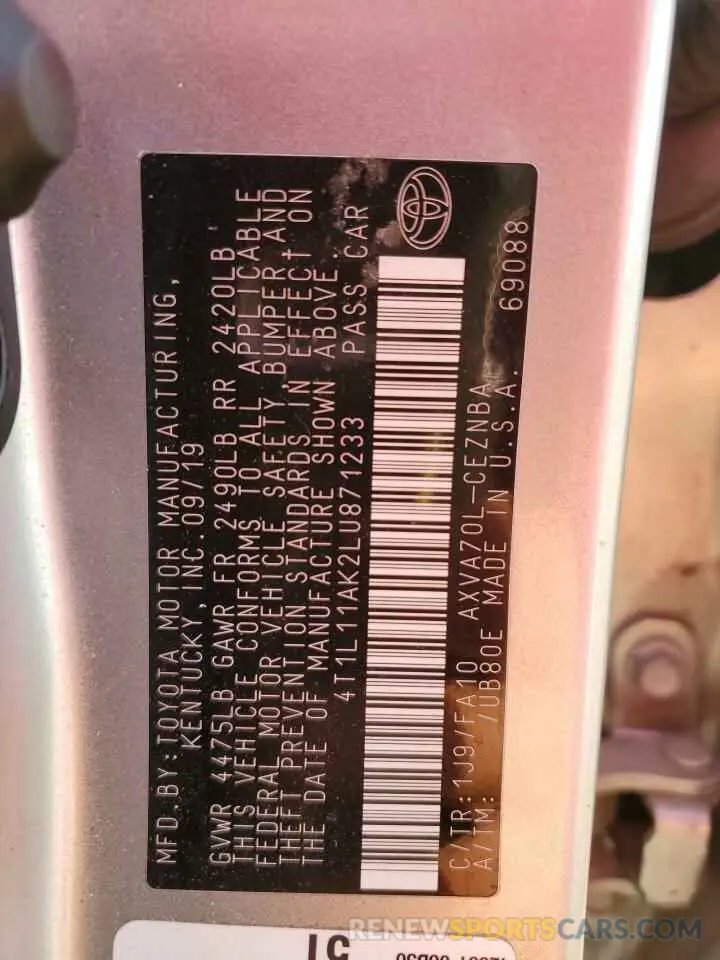 MFD.BY:TOYOTA MOTOR MANUFACTURING,
KENTUCKY, INC.09/19
GVWR 4475LB GAWR FR 2490LB RR 2420LB
THIS VEHICLE CONFORMS TO ALL APPLICABLE
FEDERAL MOTOR VEHICLE SAFETY,BUMPER AND
THEFT PREVENTION STANDARDS IN EFFECT ON
THE DATE OF MANUFACTURE SHOWN ABOVE.
4T1L11AK2LU871233 PASS.CAR
C/TR:1J9/FA10 AXVA70L-CEZNBA
A/TM: /UB80E MADE IN U.S.A. 69088
51
RENEWSPORTSCARS.COM